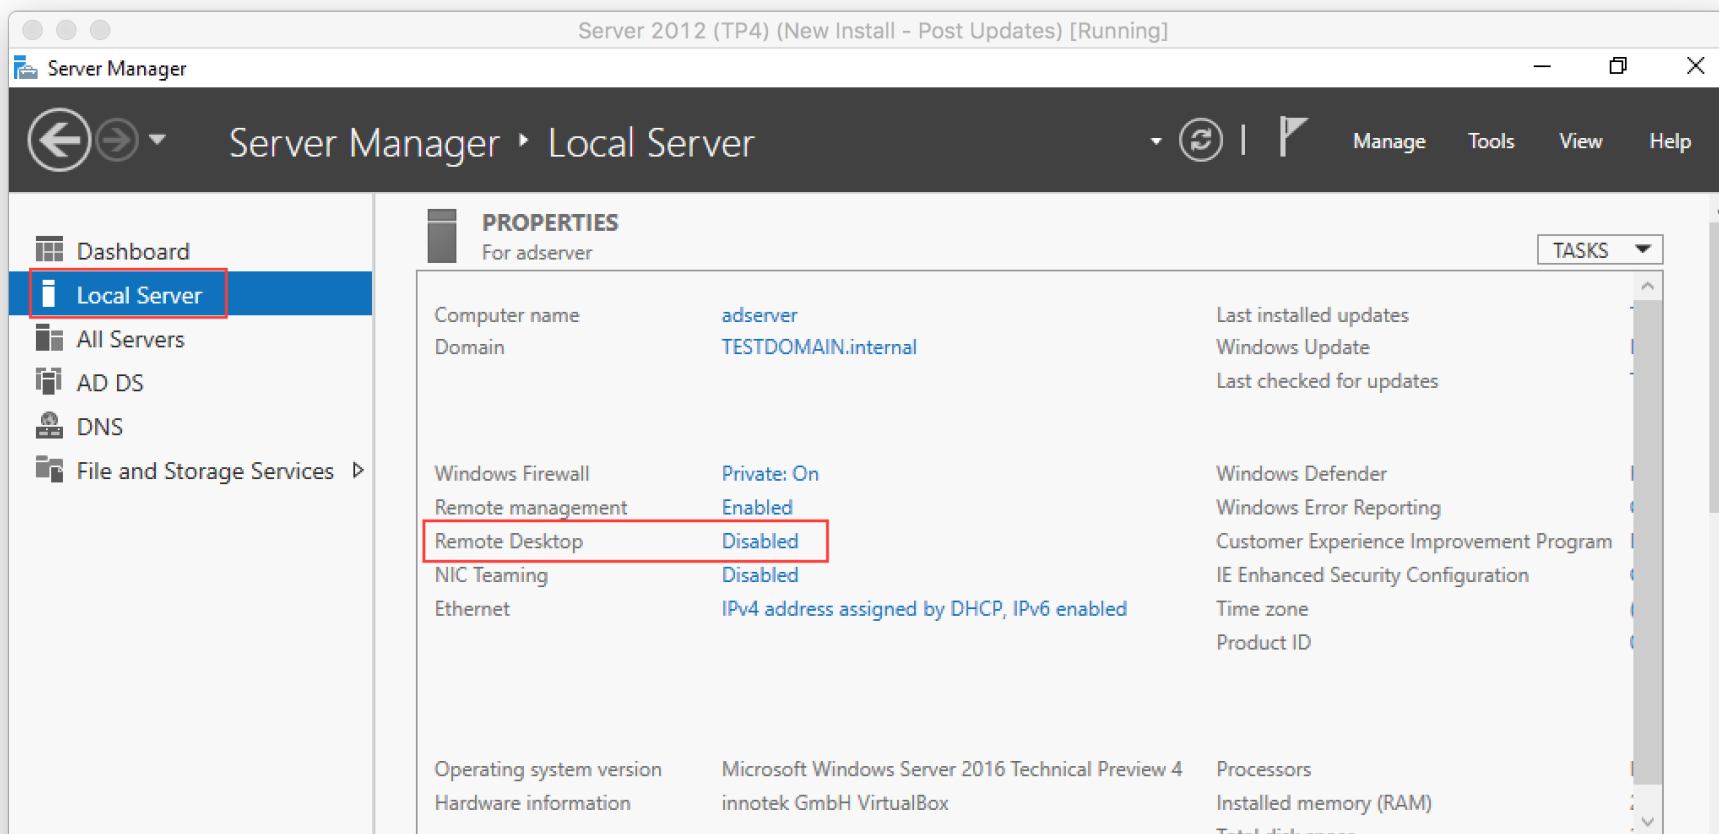 Server 2012 (TP4) (New Install - Post Updates) [Running]
Server Manager
Server Manager ‣ Local Server
Manage Tools View Help
Dashboard
Local Server
All Servers
AD DS
DNS
File and Storage Services
PROPERTIES
For adserver
TASKS
Computer name adserver Last installed updates
Domain TESTDOMAIN.internal Windows Update
Last checked for updates
Windows Firewall Private: On Windows Defender
Remote management Enabled Windows Error Reporting
Remote Desktop Disabled Customer Experience Improvement Program
NIC Teaming Disabled IE Enhanced Security Configuration
Ethernet IPv4 address assigned by DHCP, IPv6 enabled Time zone
Product ID
Operating system version Microsoft Windows Server 2016 Technical Preview 4 Processors
Hardware information innotek GmbH VirtualBox Installed memory (RAM)